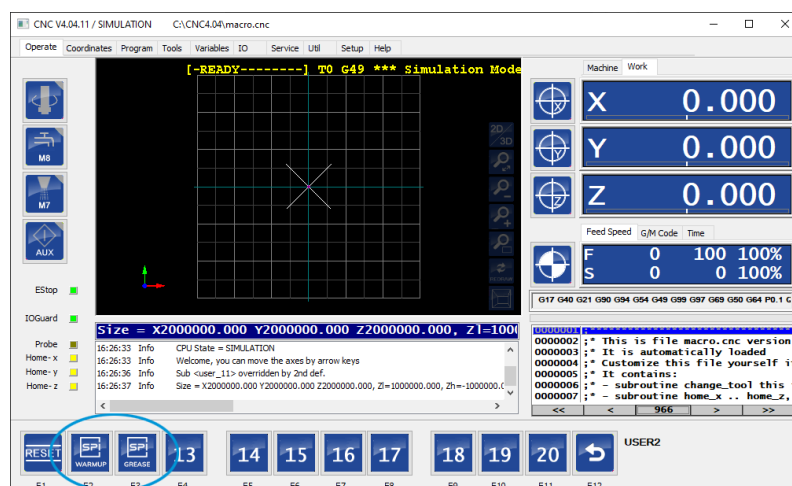 CNC V4.04.11 / SIMULATION C:\CNC4.04\macro.cnc
Operate Coordinates Program Tools Variables IO Service Util Setup Help
[-READY--------] T0 G49 *** Simulation Mode
2D/3D
REDRAW
M8
M7
AUX
EStop
IOGuard
Probe
Home- x
Home- y
Home- z
Machine Work
X 0.000
Y 0.000
Z 0.000
Feed Speed G/M Code Time
F 0 100 100%
S 0 0 100%
G17 G40 G21 G90 G94 G54 G49 G99 G97 G69 G50 G64 P0.1
Size = X2000000.000 Y2000000.000 Z2000000.000, Zl=100
16:26:33 Info CPU State = SIMULATION
16:26:33 Info Welcome, you can move the axes by arrow keys
16:26:36 Info Sub <user_11> overridden by 2nd def.
16:26:37 Info Size = X2000000.000 Y2000000.000 Z2000000.000, Zl=1000000.000, Zh=-1000000.0
0000001 ;*
0000002 ;* This is file macro.cnc version
0000003 ;* It is automatically loaded
0000004 ;* Customize this file yourself i
0000005 ;* It contains:
0000006 ;* - subroutine change_tool this
0000007 ;* - subroutine home_x .. home_z,
<< < 966 > >>
RESET
SPI WARMUP
SPI GREASE
13 14 15 16 17 18 19 20
USER2
F1 F2 F3 F4 F5 F6 F7 F8 F9 F10 F11 F12